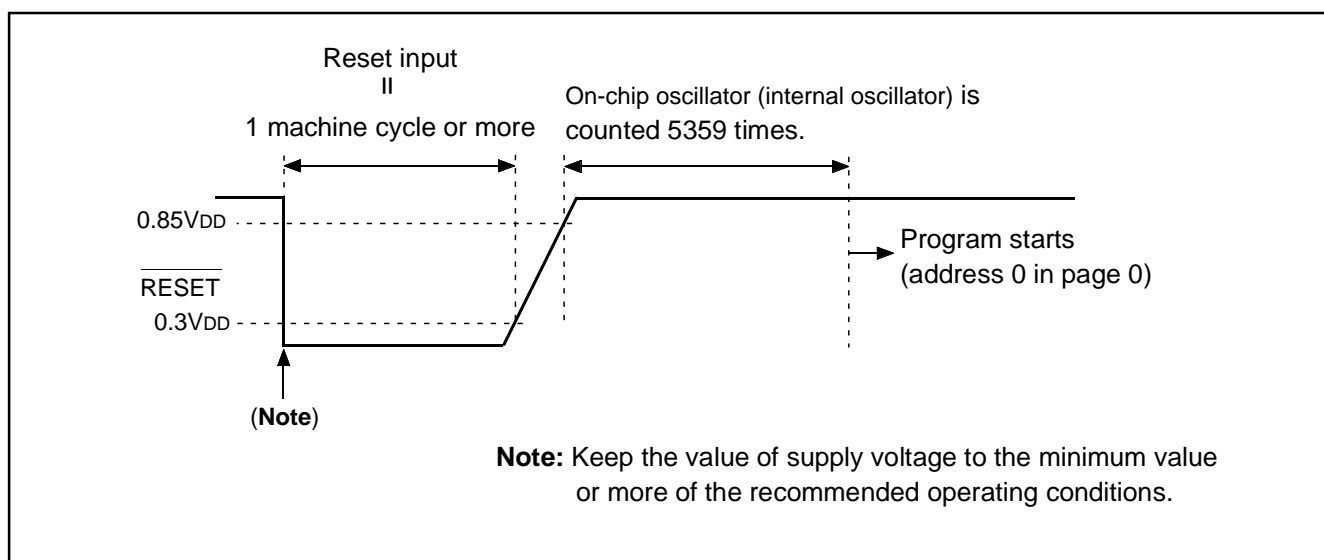 Reset input
=
1 machine cycle or more
On-chip oscillator (internal oscillator) is
counted 5359 times.
0.85VDD
RESET
0.3VDD
Program starts
(address 0 in page 0)
(Note)
Note: Keep the value of supply voltage to the minimum value
or more of the recommended operating conditions.